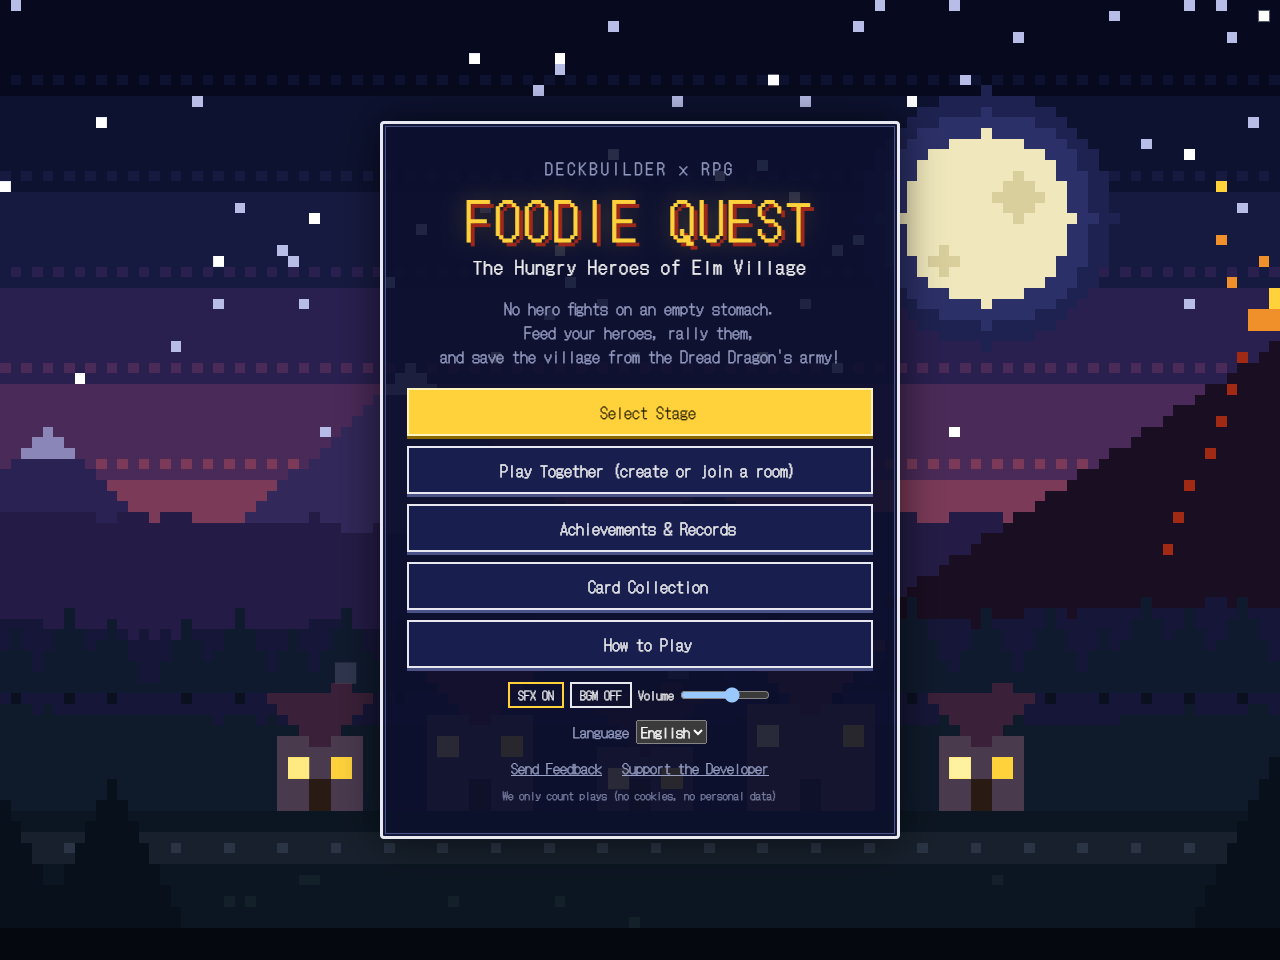 DECKBUILDER × RPG
FOODIE QUEST
The Hungry Heroes of Elm Village
No hero fights on an empty stomach.
Feed your heroes, rally them,
and save the village from the Dread Dragon's army!
Select Stage
Play Together (create or join a room)
Achievements & Records
Card Collection
How to Play
SFX ON BGM OFF Volume
Language English
Send Feedback Support the Developer
We only count plays (no cookies, no personal data)